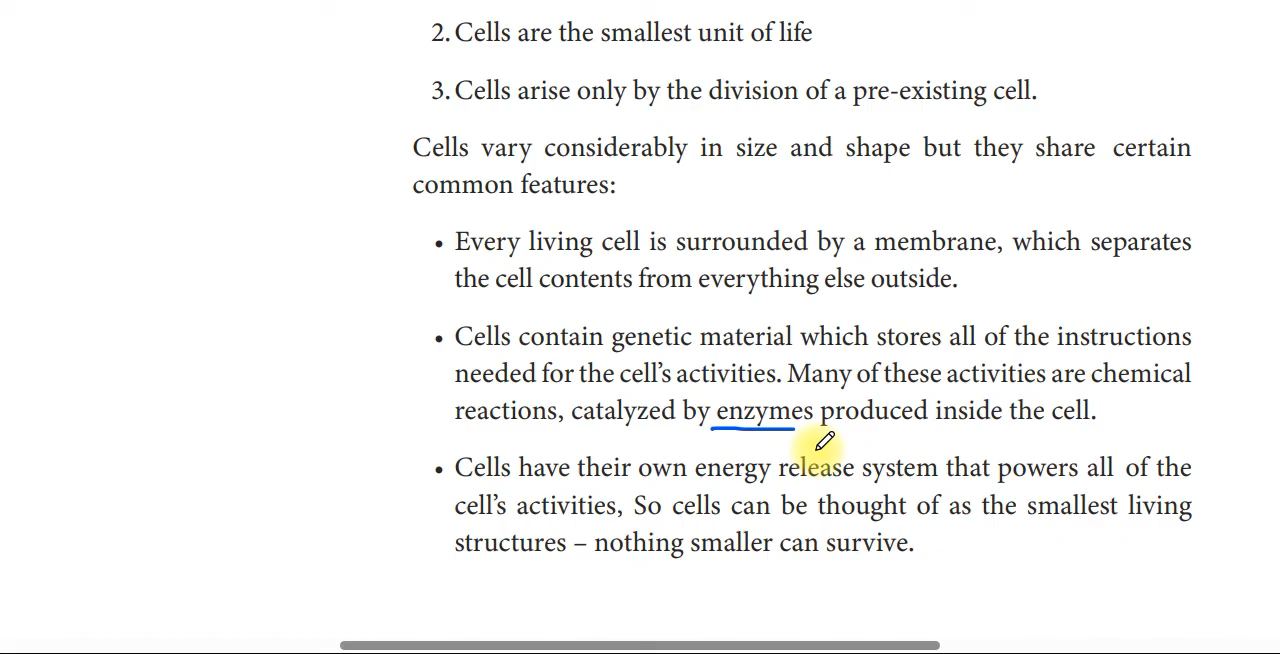 2. Cells are the smallest unit of life
3. Cells arise only by the division of a pre-existing cell.
Cells vary considerably in size and shape but they share certain
common features:
• Every living cell is surrounded by a membrane, which separates
the cell contents from everything else outside.
• Cells contain genetic material which stores all of the instructions
needed for the cell’s activities. Many of these activities are chemical
reactions, catalyzed by enzymes produced inside the cell.
• Cells have their own energy release system that powers all of the
cell’s activities, So cells can be thought of as the smallest living
structures – nothing smaller can survive.